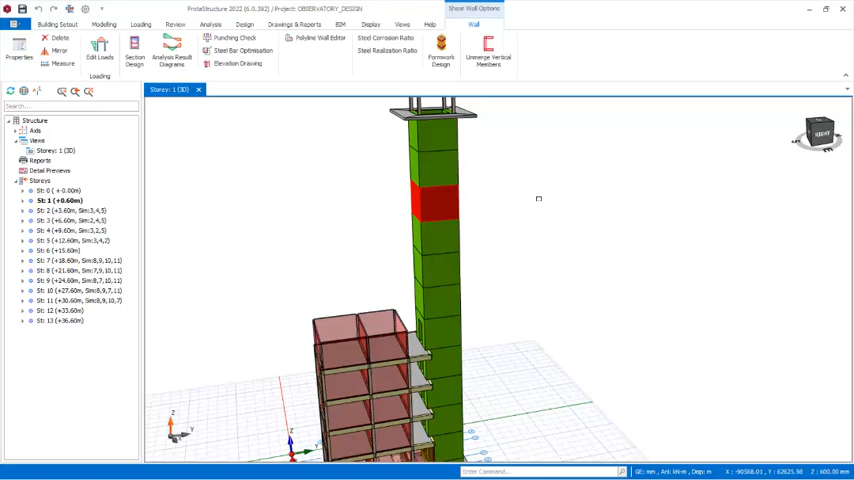 ProtaStructure 2022 (6.0.392) / Project: OBSERVATORY_DESIGN
Shear Wall Options
Building Setout Modelling Loading Review Analysis Design Drawings & Reports BIM Display Views Help Wall
Properties
Delete
Mirror
Measure
Edit Loads
Loading
Section Design
Analysis Result Diagrams
Punching Check
Steel Bar Optimisation
Elevation Drawing
Polyline Wall Editor
Steel Corrosion Ratio
Steel Realization Ratio
Formwork Design
Unmerge Vertical Members
Storey: 1 (3D)
Search...
Structure
Axis
Views
Storey: 1 (3D)
Reports
Detail Previews
Storeys
St: 0 ( +-0.00m)
St: 1 (+0.60m)
St: 2 (+3.60m, Sim:3,4,5)
St: 3 (+6.60m, Sim:2,4,5)
St: 4 (+9.60m, Sim:3,2,5)
St: 5 (+12.60m, Sim:3,4,2)
St: 6 (+15.60m)
St: 7 (+18.60m, Sim:8,9,10,11)
St: 8 (+21.60m, Sim:7,9,10,11)
St: 9 (+24.60m, Sim:8,7,10,11)
St: 10 (+27.60m, Sim:8,9,7,11)
St: 11 (+30.60m, Sim:8,9,10,7)
St: 12 (+33.60m)
St: 13 (+36.60m)
RIGHT
Z
Y
X
Z
Y
Enter Command...
GE: mm, Anl: kN-m, Disp: m
X : -90568.01 Y : 62625.98 Z : 600.00 mm